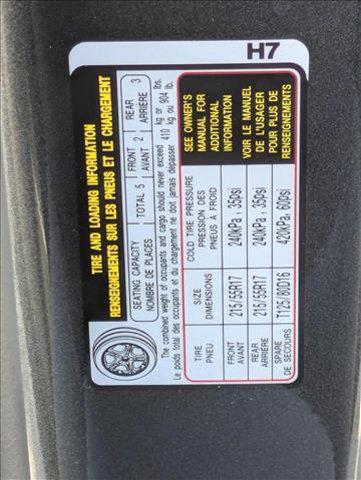 H7
TIRE AND LOADING INFORMATION
RENSEIGNEMENTS SUR LES PNEUS ET LE CHARGEMENT
SEATING CAPACITY
NOMBRE DE PLACES
TOTAL 5
FRONT 2
AVANT
REAR 3
ARRIÈRE
The combined weight of occupants and cargo should never exceed 410 kg or 904 lbs.
Le poids total des occupants et du chargement ne doit jamais dépasser 410 kg ou 904 lb.
TIRE
PNEU
SIZE
DIMENSIONS
COLD TIRE PRESSURE
PRESSION DES
PNEUS A FROID
FRONT
AVANT
215/55R17
240kPa, 35psi
REAR
ARRIÈRE
215/55R17
240kPa, 35psi
SPARE
DE SECOURS
T125/80D16
420kPa, 60psi
SEE OWNER'S
MANUAL FOR
ADDITIONAL
INFORMATION
VOIR LE MANUEL
DE L'USAGER
POUR PLUS DE
RENSEIGNEMENTS